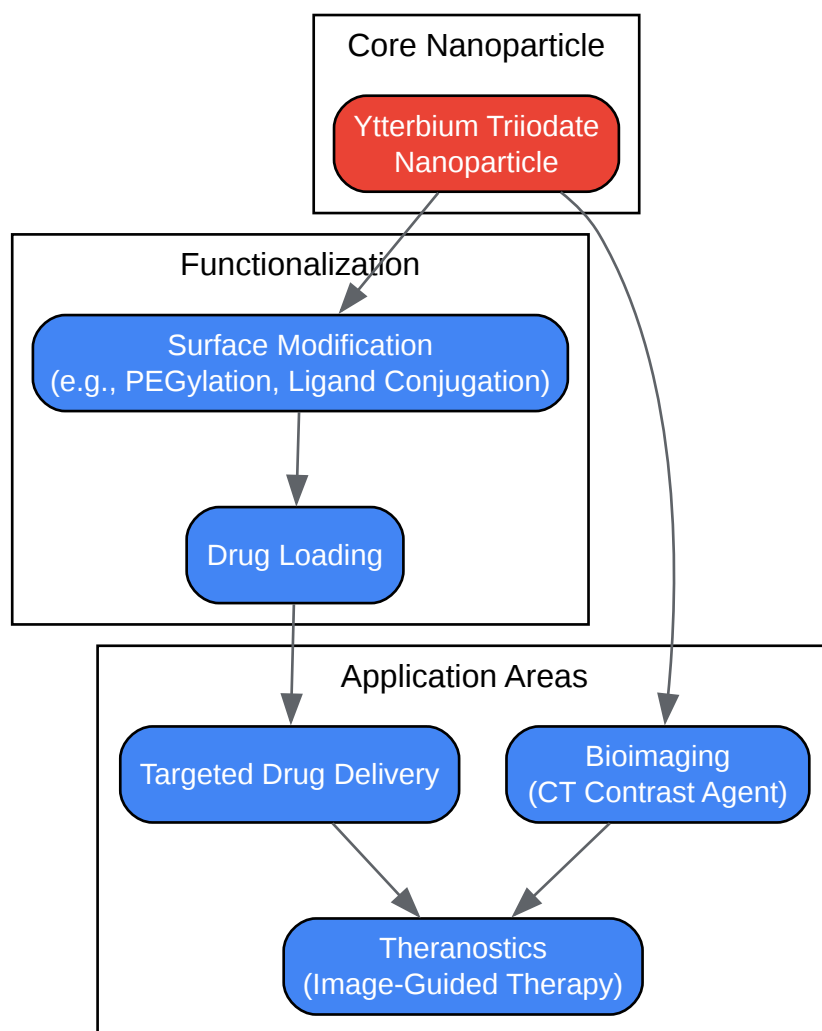 Core Nanoparticle
Ytterbium Triiodate
Nanoparticle
Functionalization
Surface Modification
(e.g., PEGylation, Ligand Conjugation)
Drug Loading
Application Areas
Targeted Drug Delivery
Bioimaging
(CT Contrast Agent)
Theranostics
(Image-Guided Therapy)